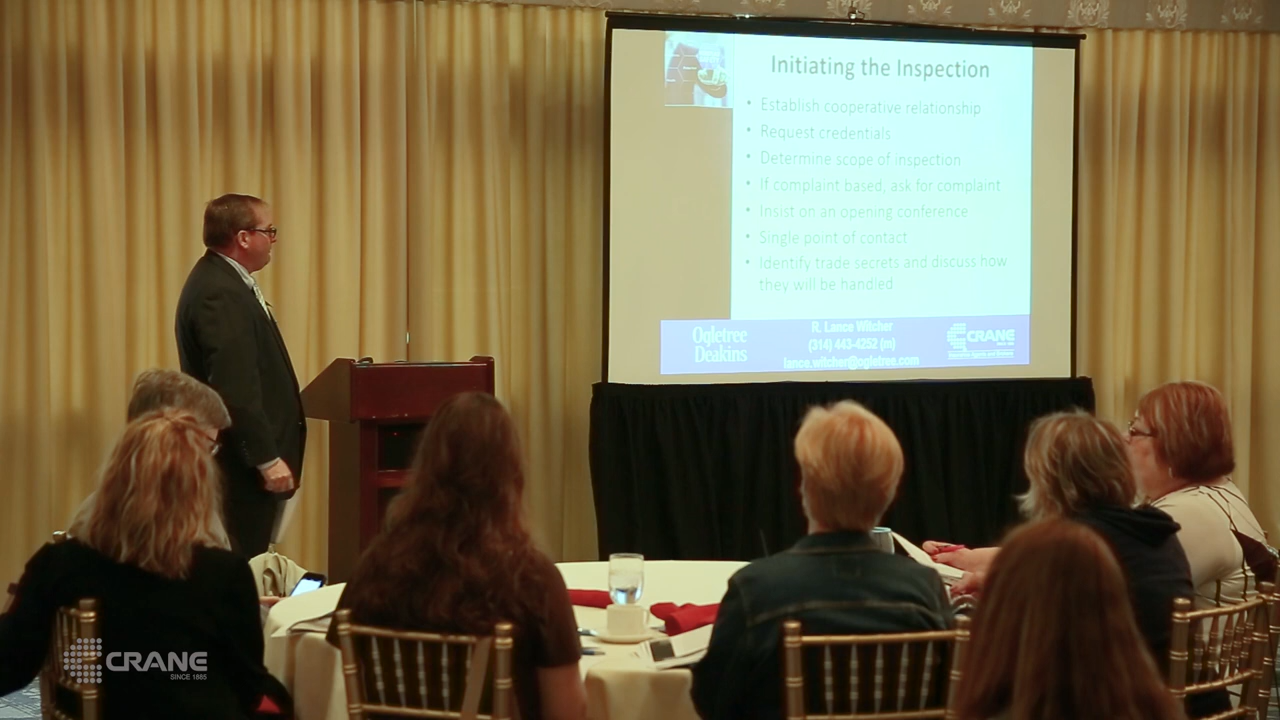 Initiating the Inspection
• Establish cooperative relationship
• Request credentials
• Determine scope of inspection
• If complaint based, ask for complaint
• Insist on an opening conference
• Single point of contact
• Identify trade secrets and discuss how
they will be handled
Ogletree
Deakins
R. Lance Witcher
(314) 443-4252 (m)
lance.witcher@ogletree.com
CRANE
CRANE
SINCE 1885